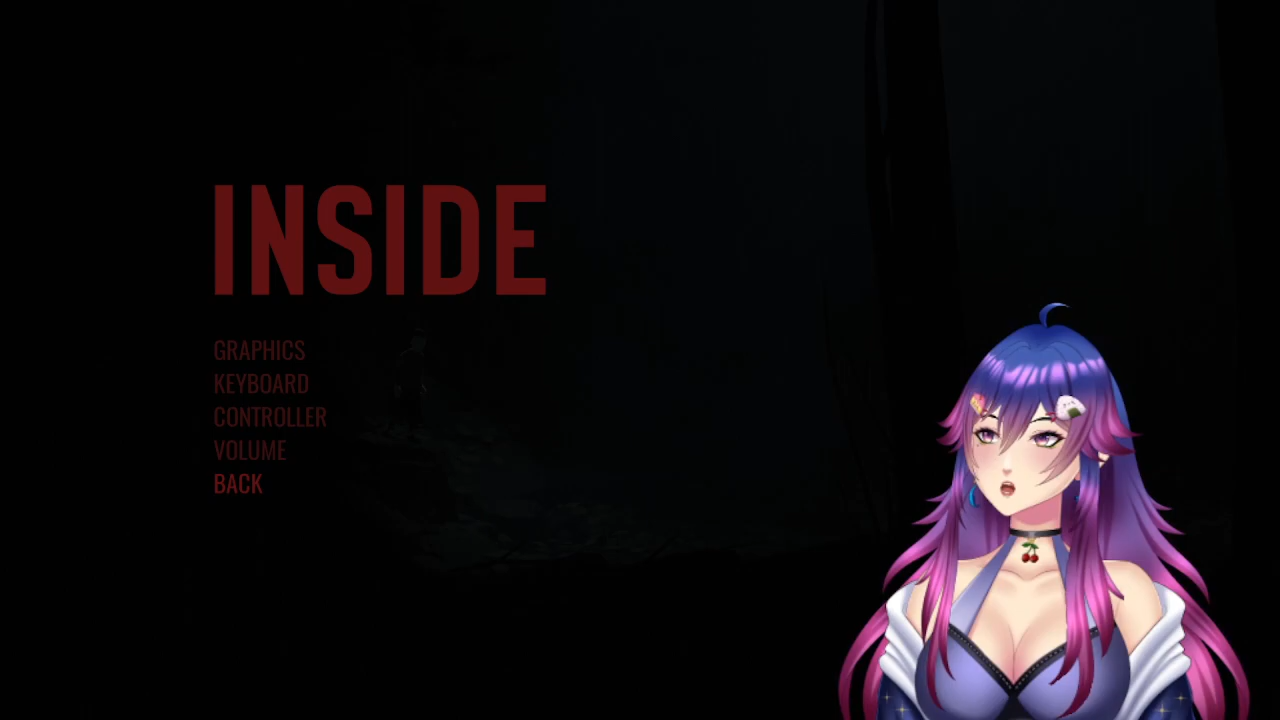 INSIDE
GRAPHICS
KEYBOARD
CONTROLLER
VOLUME
BACK